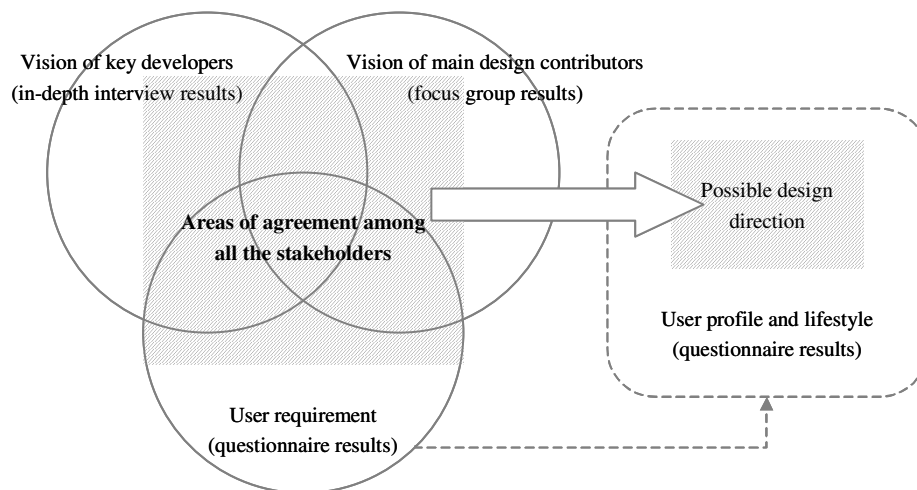 Vision of key developers
(in-depth interview results)
Vision of main design contributors
(focus group results)
Areas of agreement among
all the stakeholders
User requirement
(questionnaire results)
Possible design
direction
User profile and lifestyle
(questionnaire results)